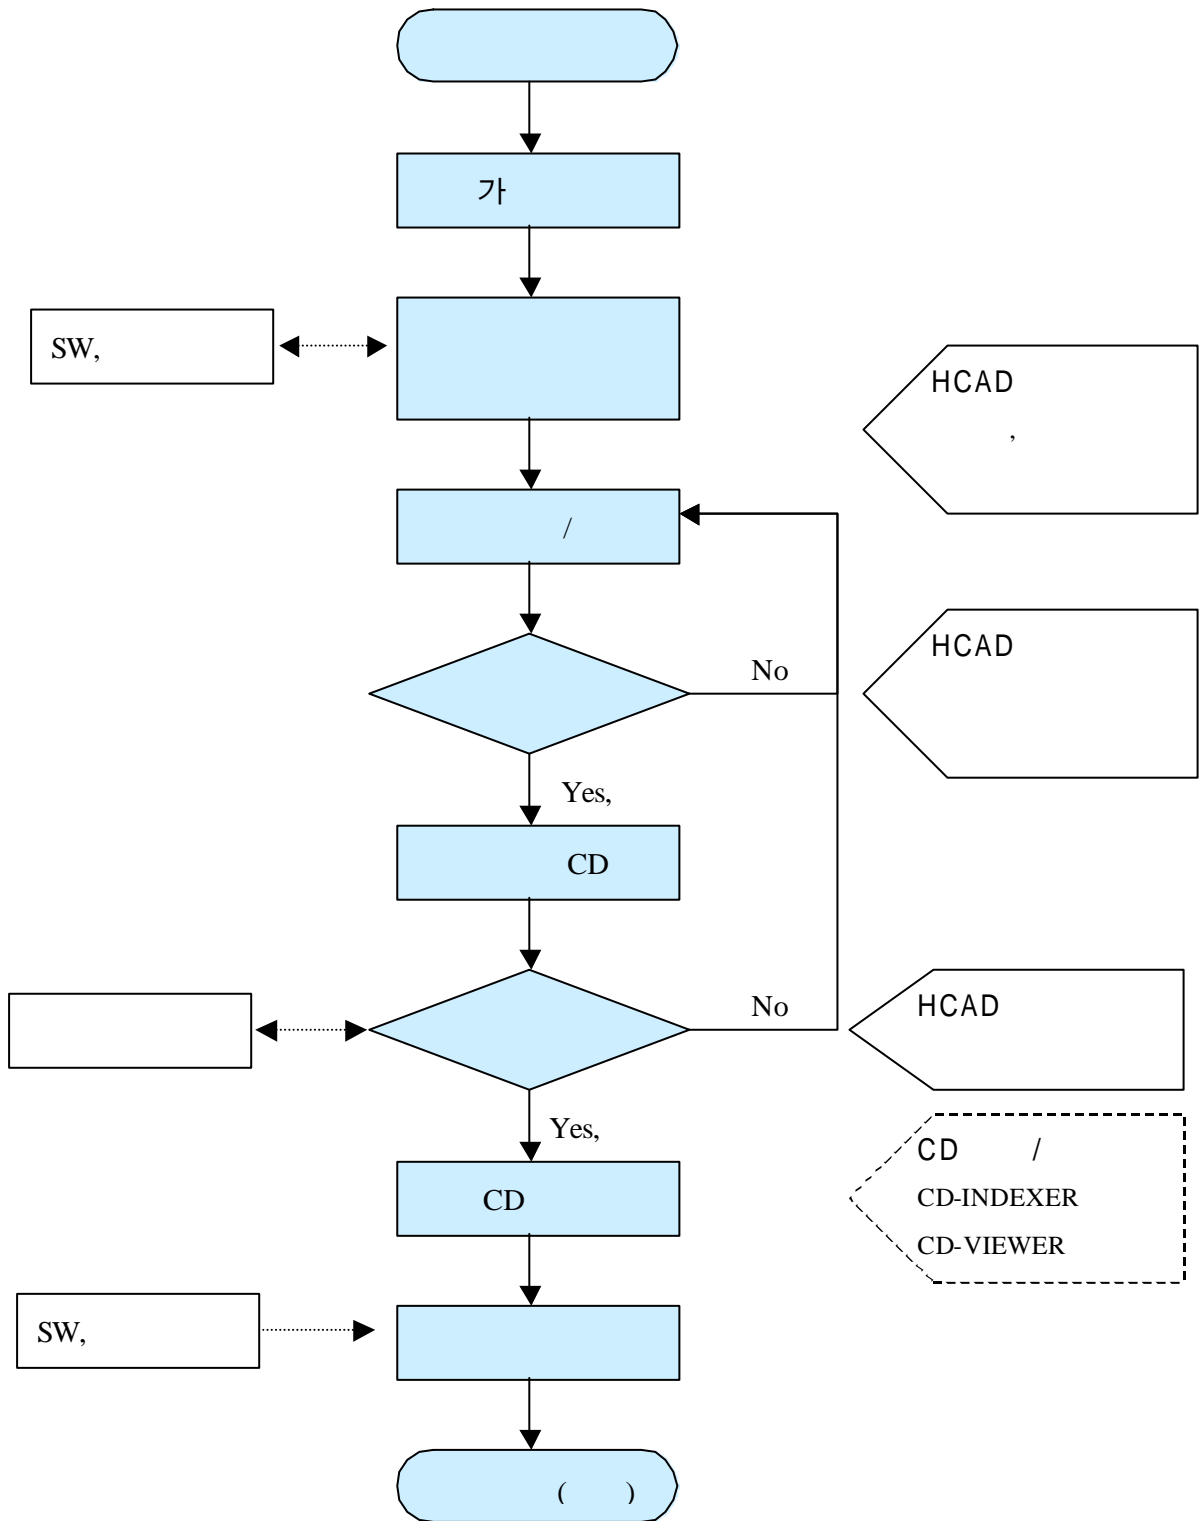 가
SW,
HCAD
,
/
HCAD
No
Yes,
CD
No
HCAD
Yes,
CD /
CD
CD-INDEXER
CD-VIEWER
SW,
( )